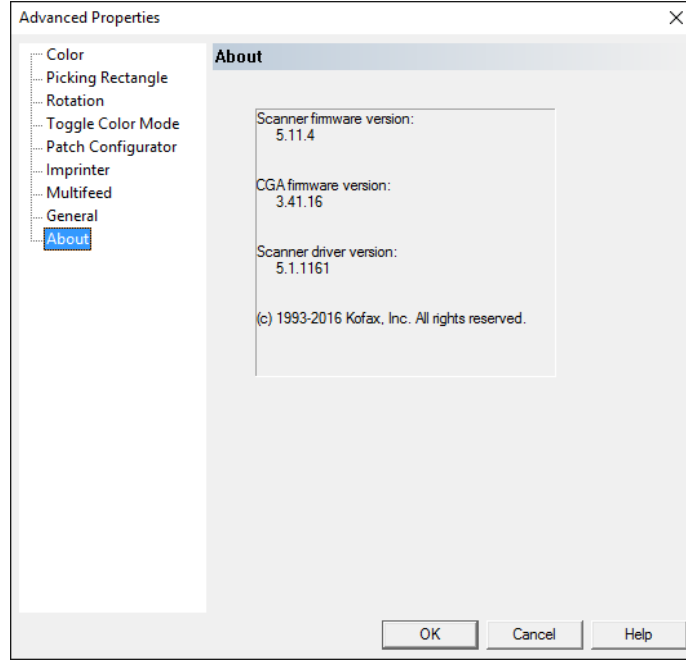 Advanced Properties
Color
Picking Rectangle
Rotation
Toggle Color Mode
Patch Configurator
Imprinter
Multifeed
General
About
About
Scanner firmware version:
5.11.4
CGA firmware version:
3.41.16
Scanner driver version:
5.1.1161
(c) 1993-2016 Kofax, Inc. All rights reserved.
OK
Cancel
Help